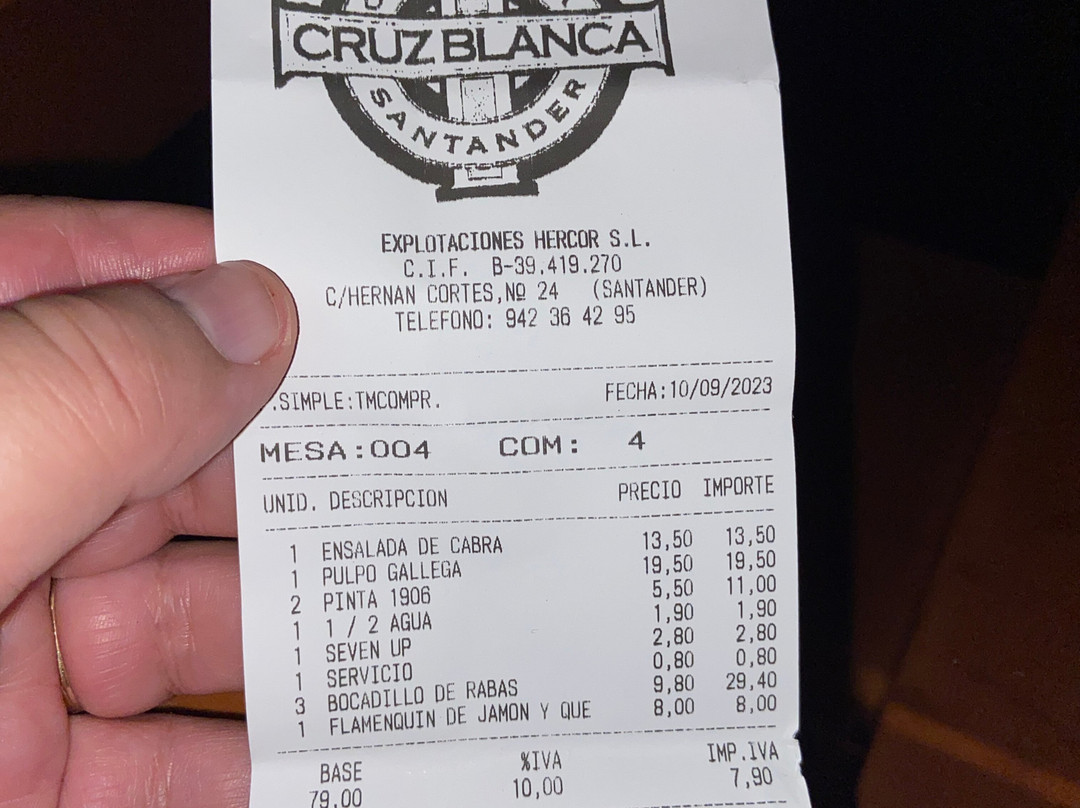 CRUZ BLANCA
SANTANDER
EXPLOTACIONES HERCOR S.L.
C.I.F. B-39.419.270
C/HERNAN CORTES,Nº 24 (SANTANDER)
TELEFONO: 942 36 42 95
.SIMPLE:TMCOMPR. FECHA:10/09/2023
MESA:004 COM: 4
UNID. DESCRIPCION PRECIO IMPORTE
1 ENSALADA DE CABRA 13,50 13,50
1 PULPO GALLEGA 19,50 19,50
2 PINTA 1906 5,50 11,00
1 1 / 2 AGUA 1,90 1,90
1 SEVEN UP 2,80 2,80
1 SERVICIO 0,80 0,80
3 BOCADILLO DE RABAS 9,80 29,40
1 FLAMENQUIN DE JAMON Y QUE 8,00 8,00
BASE %IVA IMP.IVA
79,00 10,00 7,90